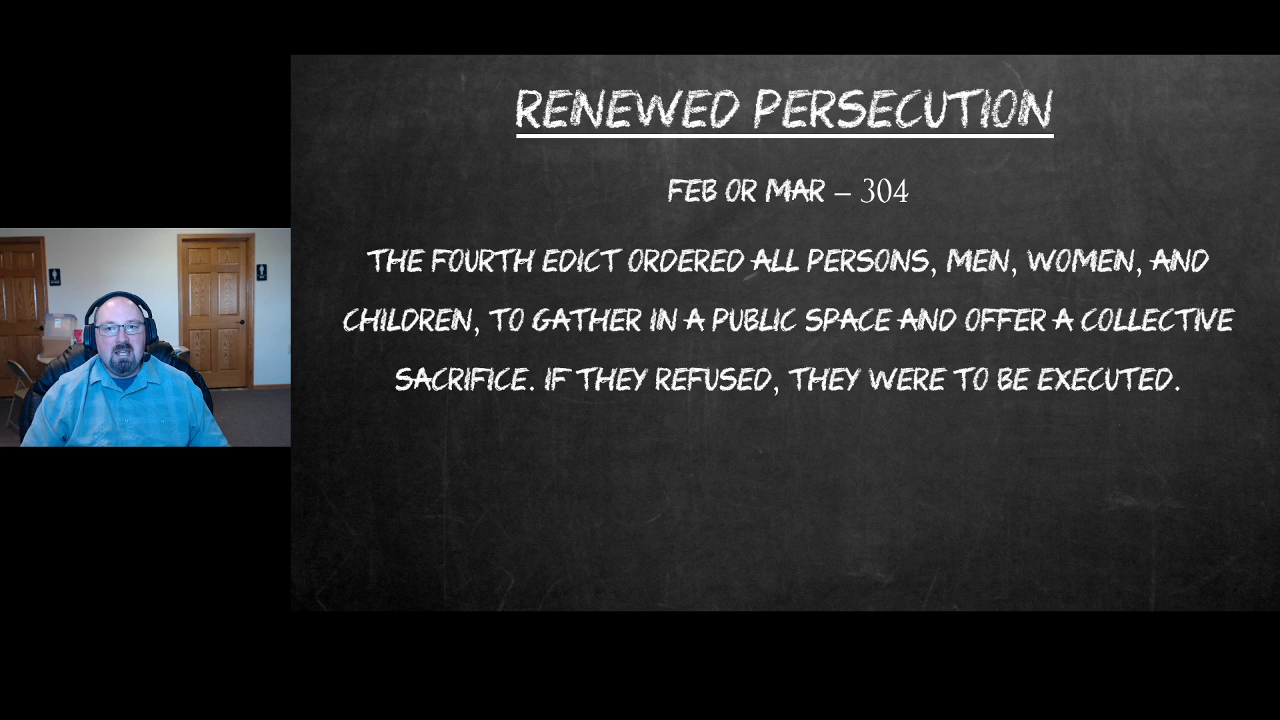 RENEWED PERSECUTION
FEB OR MAR – 304
THE FOURTH EDICT ORDERED ALL PERSONS, MEN, WOMEN, AND
CHILDREN, TO GATHER IN A PUBLIC SPACE AND OFFER A COLLECTIVE
SACRIFICE. IF THEY REFUSED, THEY WERE TO BE EXECUTED.